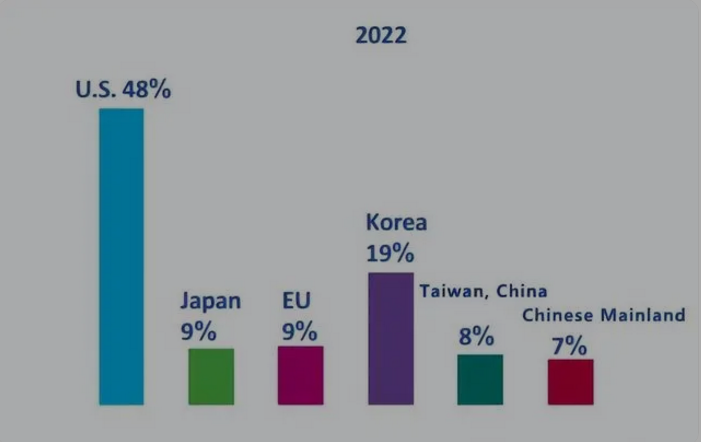 2022
U.S. 48%
Japan
9%
EU
9%
Korea
19%
Taiwan, China
8%
Chinese Mainland
7%